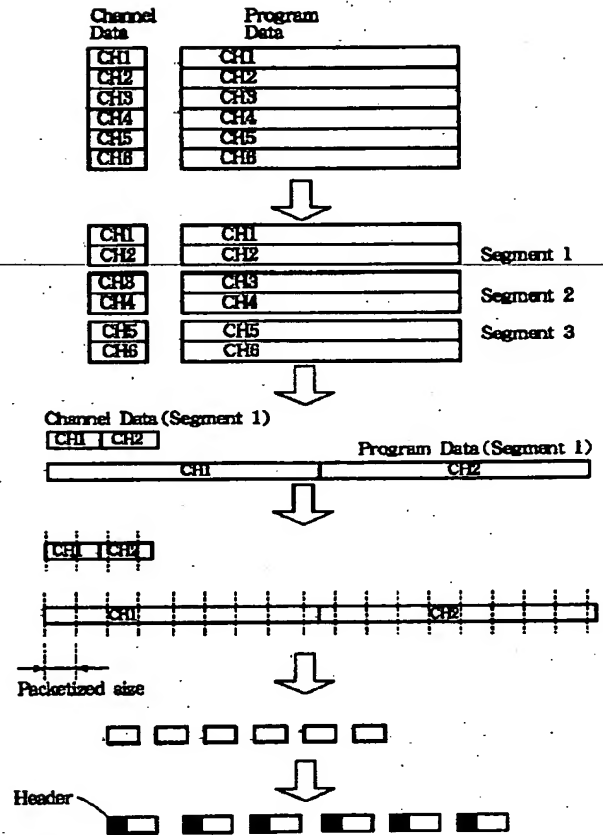 Channel Data Program Data
CH1 CH1
CH2 CH2
CH3 CH3
CH4 CH4
CH5 CH5
CH6 CH6
CH1 CH1
CH2 CH2 Segment 1
CH3 CH3
CH4 CH4 Segment 2
CH5 CH5 Segment 3
CH6 CH6
Channel Data (Segment 1)
CH1 CH2
Program Data (Segment 1)
CH1 CH2
CH1 CH2
CH1 CH2
Packetized size
Header